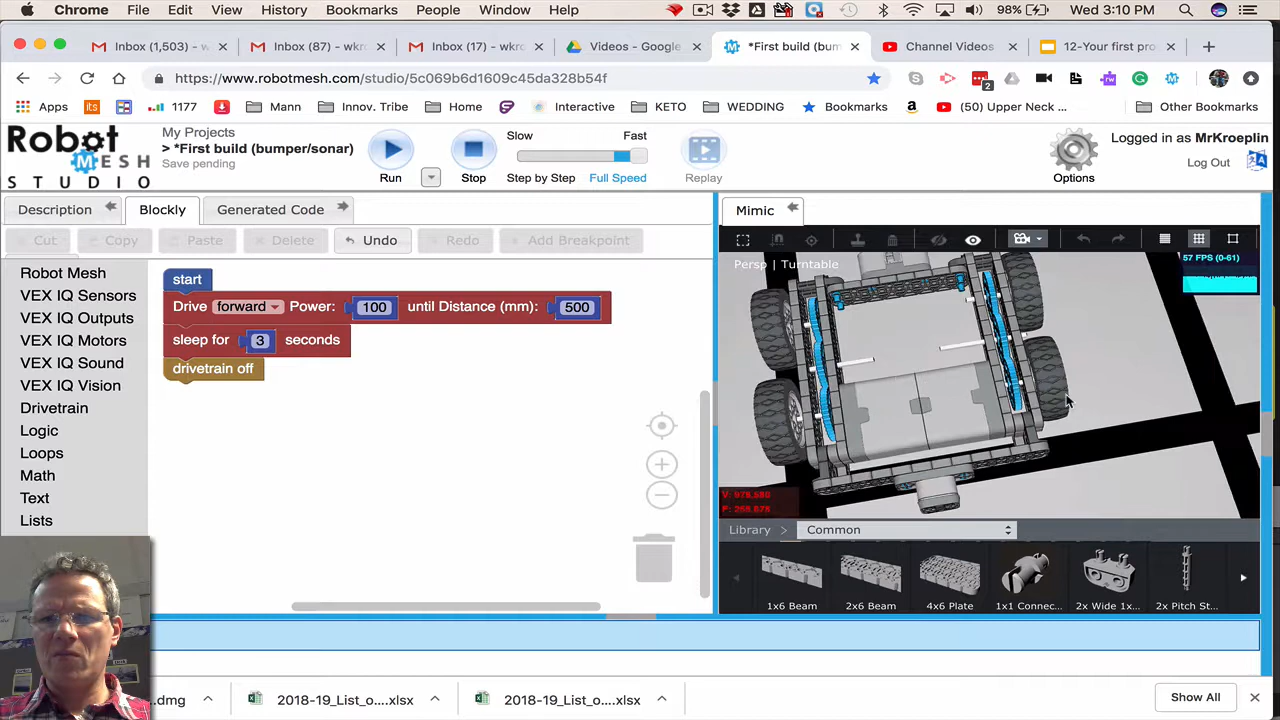 Chrome File Edit View History Bookmarks People Window Help 98% Wed 3:10 PM
Inbox (1,503) - v Inbox (87) - wro Inbox (17) - wk Videos - Google *First build (bum Channel Videos 12-Your first pro
https://www.robotmesh.com/studio/5c069b6d1609c45da328b54f 2
Apps its 1177 Mann Innov. Tribe Home Interactive KETO WEDDING Bookmarks (50) Upper Neck ... Other Bookmarks
Robot MESH STUDIO
My Projects
> *First build (bumper/sonar)
Save pending
Run Stop
Slow Fast
Step by Step Full Speed
Replay
Options
Logged in as MrKroeplin
Log Out
Description Blockly Generated Code
Cut Copy Paste Delete Undo Redo Add Breakpoint
Robot Mesh
VEX IQ Sensors
VEX IQ Outputs
VEX IQ Motors
VEX IQ Sound
VEX IQ Vision
Drivetrain
Logic
Loops
Math
Text
Lists
start
Drive forward Power: 100 until Distance (mm): 500
sleep for 3 seconds
drivetrain off
Mimic
Persp | Turntable
57 FPS (0-61)
Library > Common
1x6 Beam 2x6 Beam 4x6 Plate 1x1 Connec... 2x Wide 1x... 2x Pitch St...
.dmg 2018-19_List_o....xlsx 2018-19_List_o....xlsx Show All